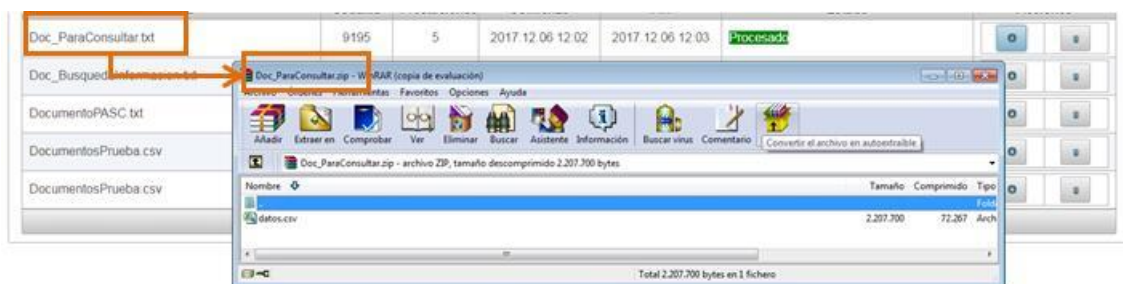 Doc_ParaConsultar.txt 9195 5 2017.12.06 12:02 2017.12.06 12:03 Procesado
Doc_ParaConsultar.zip - WinRAR (copia de evaluación)
Archivo Órdenes Herramientas Favoritos Opciones Ayuda
DocumentoPASC.txt
Añadir Extraer en Comprobar Ver Eliminar Buscar Asistente Información Buscar virus Comentario Convertir el archivo en autoextraíble
DocumentosPrueba.csv
Doc_ParaConsultar.zip - archivo ZIP, tamaño descomprimido 2.207.700 bytes
DocumentosPrueba.csv
Nombre Tamaño Comprimido Tipo
..
datos.csv 2.207.700 72.267 Arch
Total 2.207.700 bytes en 1 fichero